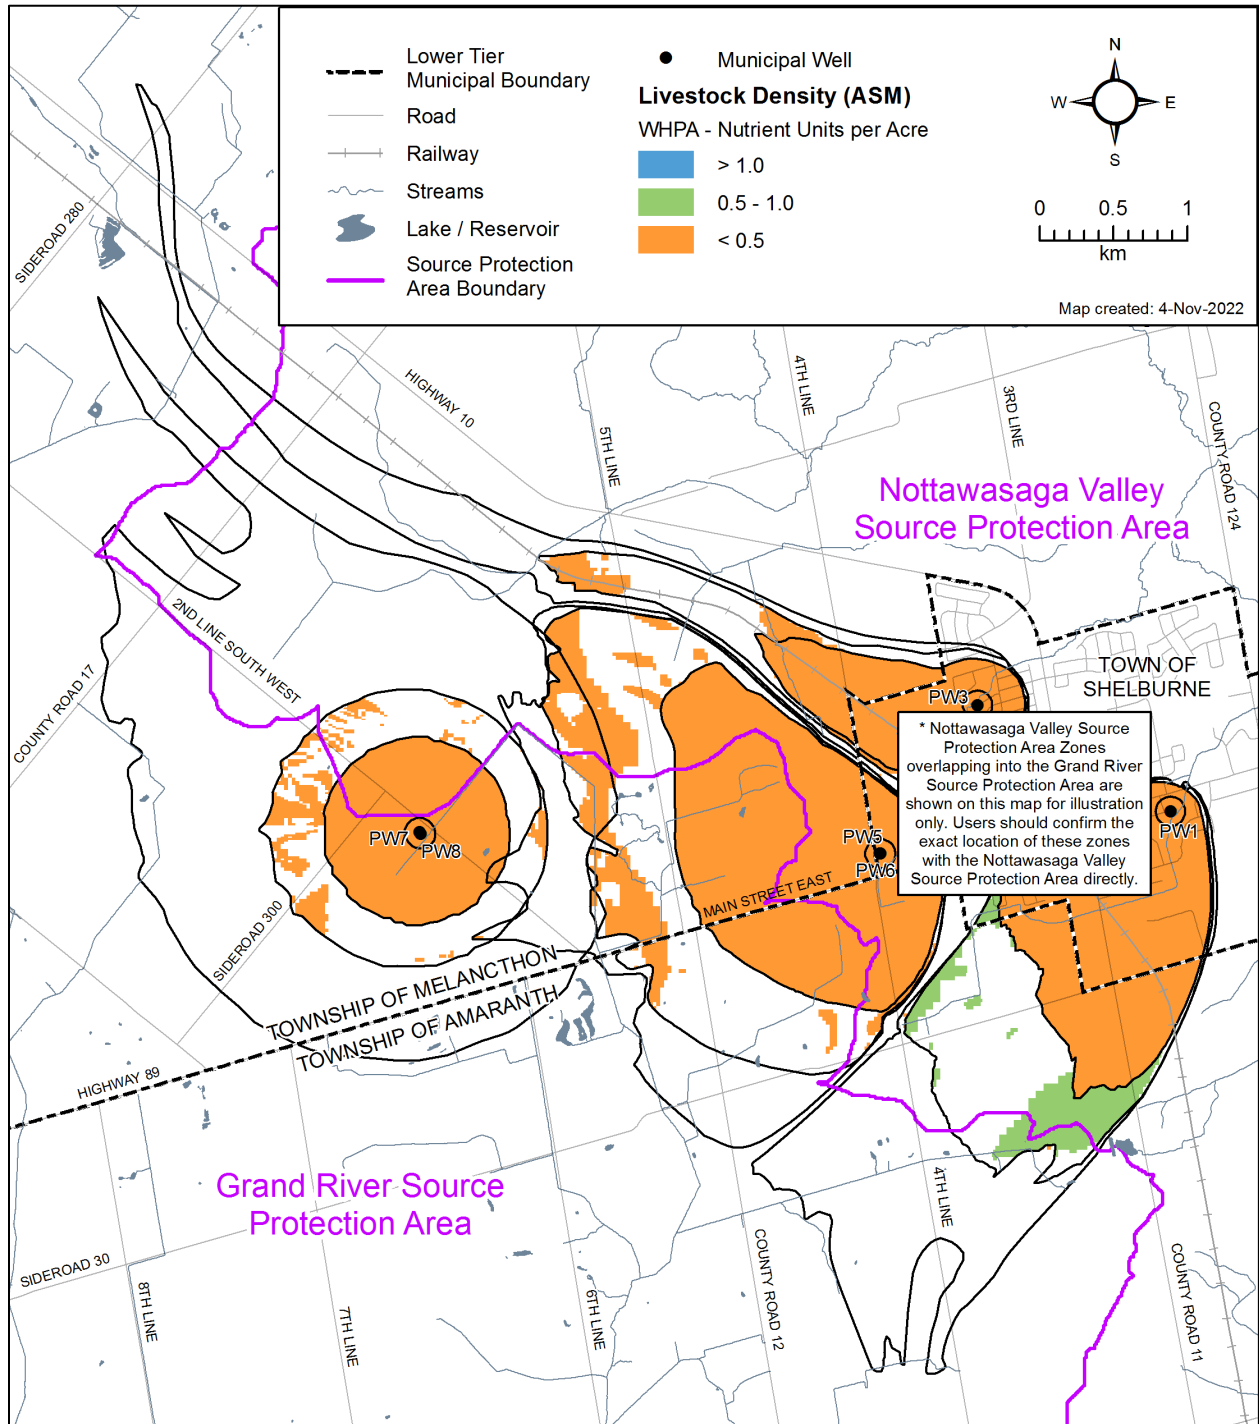 Lower Tier
Municipal Boundary
Road
Railway
Streams
Lake / Reservoir
Source Protection
Area Boundary
Municipal Well
Livestock Density (ASM)
WHPA - Nutrient Units per Acre
> 1.0
0.5 - 1.0
< 0.5
N
W
E
S
0
0.5
1
km
Map created: 4-Nov-2022
SIDEROAD 280
HIGHWAY 10
4TH LINE
3RD LINE
COUNTY ROAD 124
5TH LINE
Nottawasaga Valley
Source Protection Area
2ND LINE SOUTH WEST
COUNTY ROAD 17
TOWN OF
SHELBURNE
PW3
* Nottawasaga Valley Source
Protection Area Zones
overlapping into the Grand River
Source Protection Area are
shown on this map for illustration
only. Users should confirm the
exact location of these zones
with the Nottawasaga Valley
Source Protection Area directly.
PW1
PW7
PW8
PW5
PW6
MAIN STREET EAST
SIDEROAD 300
TOWNSHIP OF MELANCTHON
TOWNSHIP OF AMARANTH
HIGHWAY 89
Grand River Source
Protection Area
4TH LINE
SIDEROAD 30
8TH LINE
7TH LINE
6TH LINE
COUNTY ROAD 12
COUNTY ROAD 11